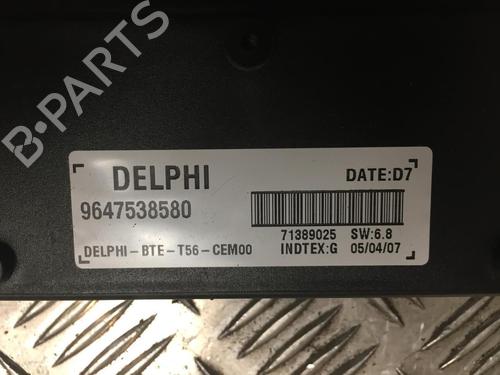 B-PARTS
DELPHI DATE:D7
9647538580
71389025 SW:6.8
DELPHI-BTE-T56-CEM00 INDTEX:G 05/04/07